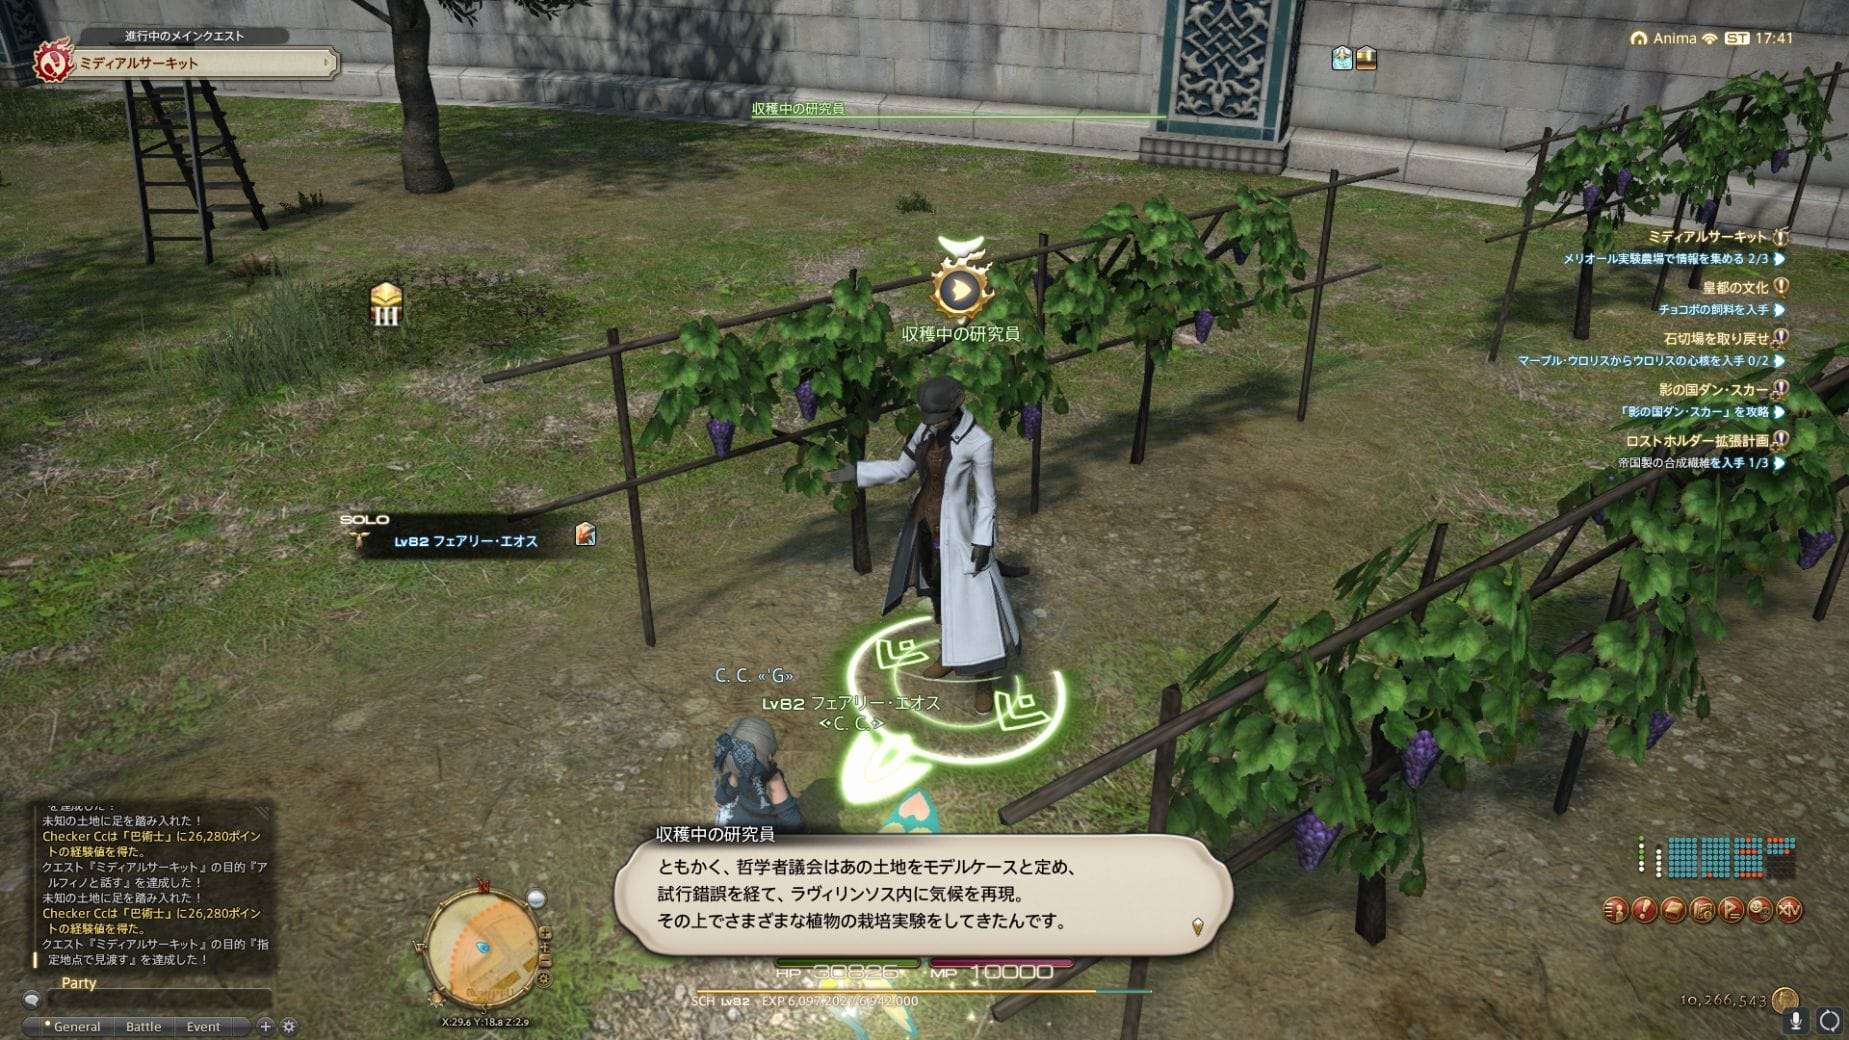 進行中のメインクエスト
ミディアルサーキット
Anima ST 17:41
収穫中の研究員
ミディアルサーキット
メリオール実験農場で情報を集める 2/3
皇都の文化
チョコボの飼料を入手
石切場を取り戻せ
マーブル・ウロリスからウロリスの心核を入手 0/2
影の国ダン・スカー
「影の国ダン・スカー」を攻略
ロストホルダー拡張計画
帝国製の合成繊維を入手 1/3
III
収穫中の研究員
SOLO
Lv82 フェアリー・エオス
C. C. «'G»
Lv82 フェアリー・エオス
<C. C.>
収穫中の研究員
ともかく、哲学者議会はあの土地をモデルケースと定め、
試行錯誤を経て、ラヴィリンソス内に気候を再現。
その上でさまざまな植物の栽培実験をしてきたんです。
を達成した！
未知の土地に足を踏み入れた！
Checker Ccは「巴術士」に26,280ポイン
トの経験値を得た。
クエスト『ミディアルサーキット』の目的『ア
ルフィノと話す』を達成した！
未知の土地に足を踏み入れた！
Checker Ccは「巴術士」に26,280ポイン
トの経験値を得た。
クエスト『ミディアルサーキット』の目的『指
定地点で見渡す』を達成した！
Party
General Battle Event
X:29.6 Y:18.8 Z:2.9
HP 30825 MP 10000
SCH Lv82 EXP 6,097,202/6,942,000
XIV
10,266,543